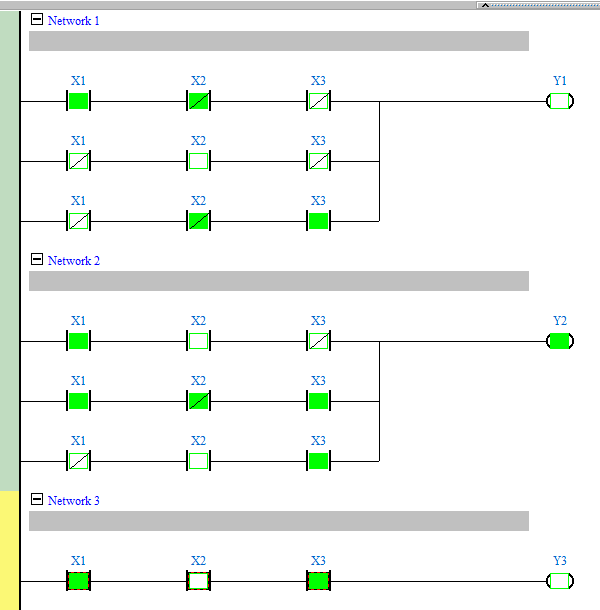 Network 1
X1 X2 X3 Y1
X1 X2 X3
X1 X2 X3
Network 2
X1 X2 X3 Y2
X1 X2 X3
X1 X2 X3
Network 3
X1 X2 X3 Y3